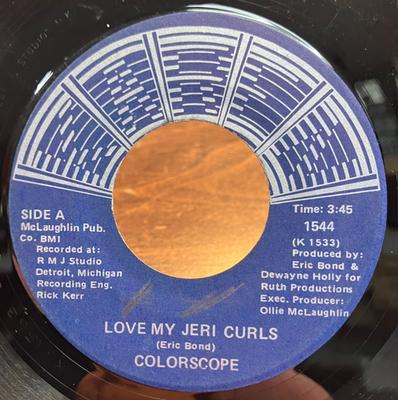 SIDE A
McLaughlin Pub.
Co. BMI
Recorded at:
R M J Studio
Detroit, Michigan
Recording Eng.
Rick Kerr
Time: 3:45
1544
(K 1533)
Produced by:
Eric Bond &
Dewayne Holly for
Ruth Productions
Exec. Producer:
Ollie McLaughlin
LOVE MY JERI CURLS
(Eric Bond)
COLORSCOPE